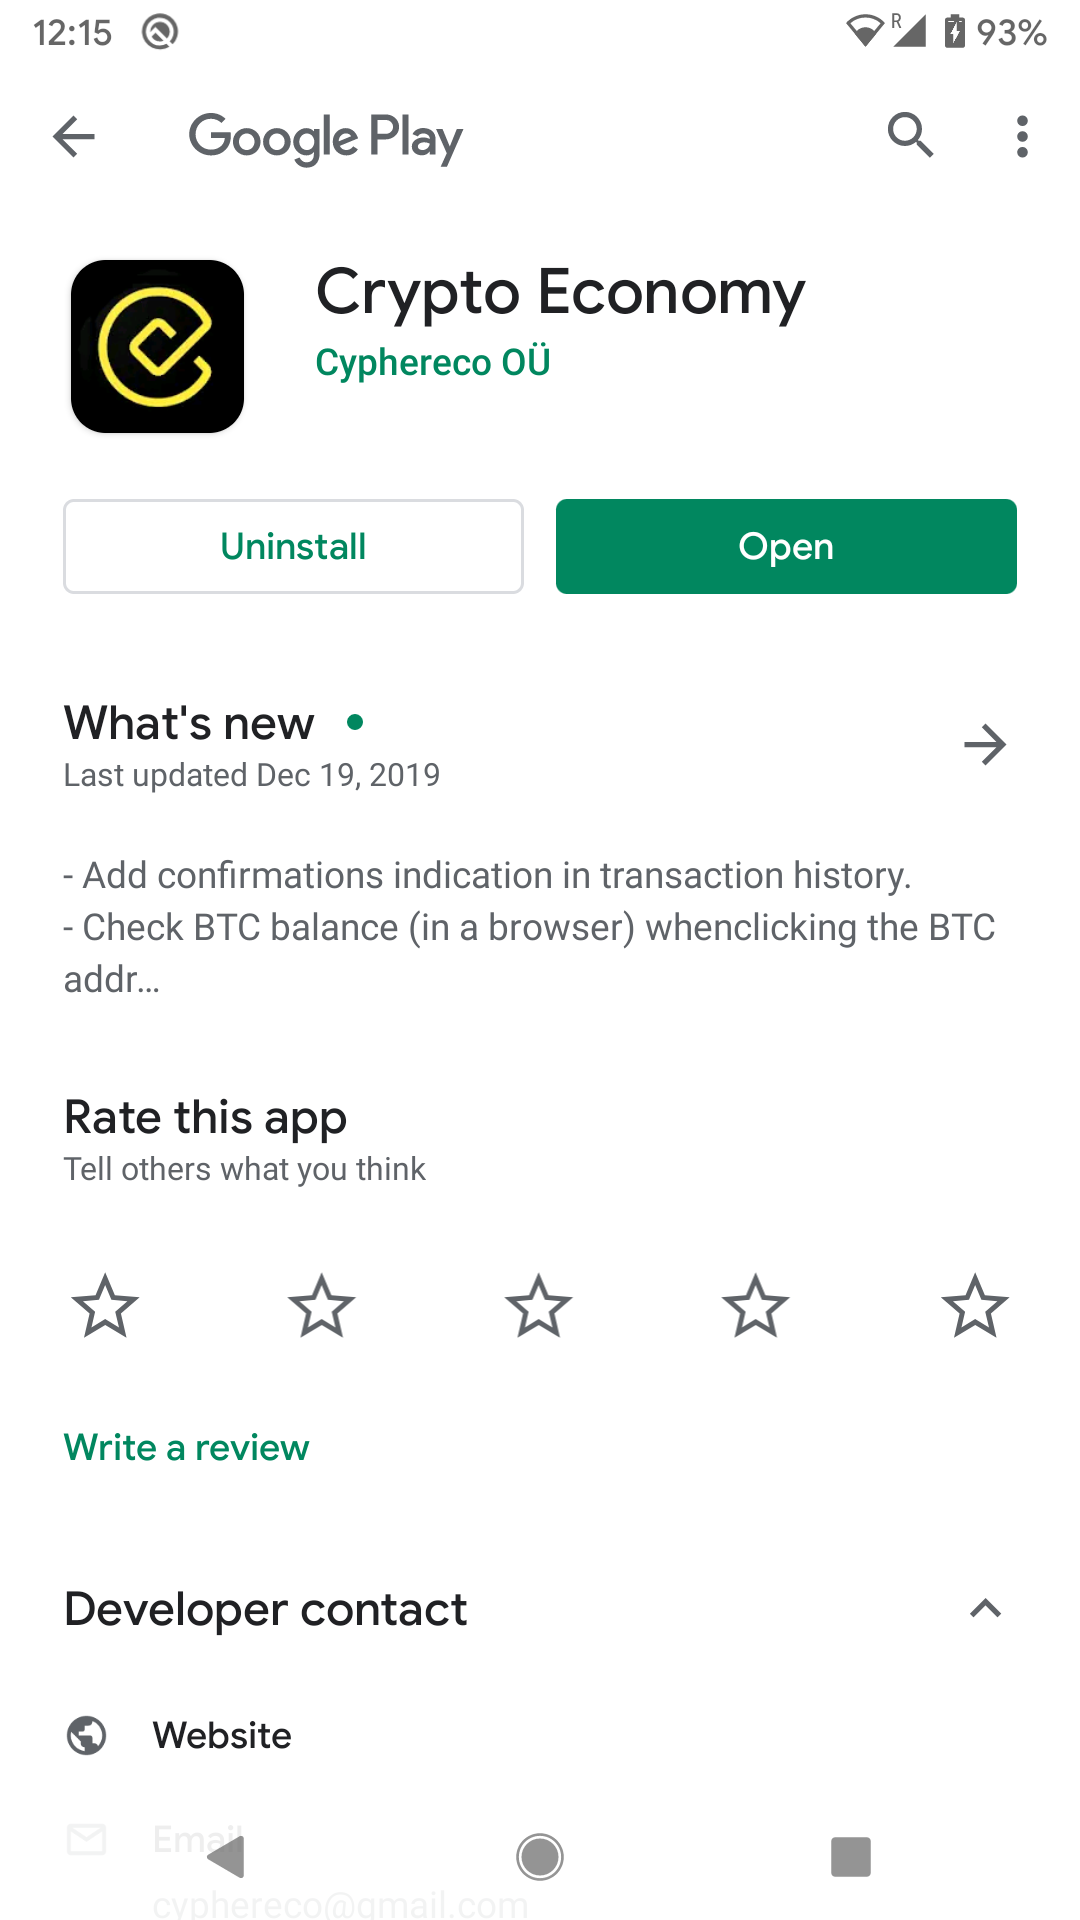 12:15
R
93%
Google Play
Crypto Economy
Cyphereco OÜ
Uninstall
Open
What's new
Last updated Dec 19, 2019
- Add confirmations indication in transaction history.
- Check BTC balance (in a browser) whenclicking the BTC
addr…
Rate this app
Tell others what you think
Write a review
Developer contact
Website
Email
cyphereco@gmail.com